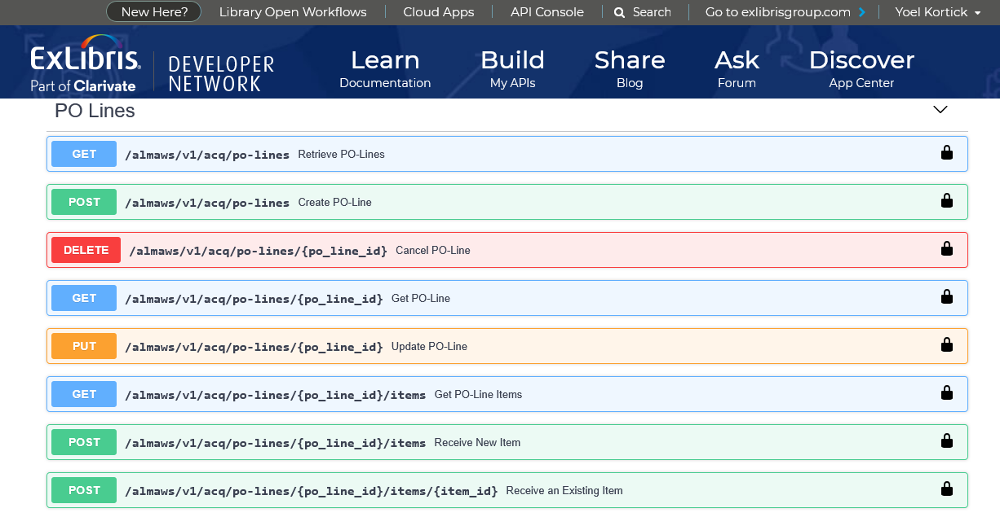 New Here? Library Open Workflows Cloud Apps API Console Search Go to exlibrisgroup.com Yoel Kortick
ExLibris®
Part of Clarivate
DEVELOPER
NETWORK
Learn Build Share Ask Discover
Documentation My APIs Blog Forum App Center
PO Lines
GET /almaws/v1/acq/po-lines Retrieve PO-Lines
POST /almaws/v1/acq/po-lines Create PO-Line
DELETE /almaws/v1/acq/po-lines/{po_line_id} Cancel PO-Line
GET /almaws/v1/acq/po-lines/{po_line_id} Get PO-Line
PUT /almaws/v1/acq/po-lines/{po_line_id} Update PO-Line
GET /almaws/v1/acq/po-lines/{po_line_id}/items Get PO-Line Items
POST /almaws/v1/acq/po-lines/{po_line_id}/items Receive New Item
POST /almaws/v1/acq/po-lines/{po_line_id}/items/{item_id} Receive an Existing Item